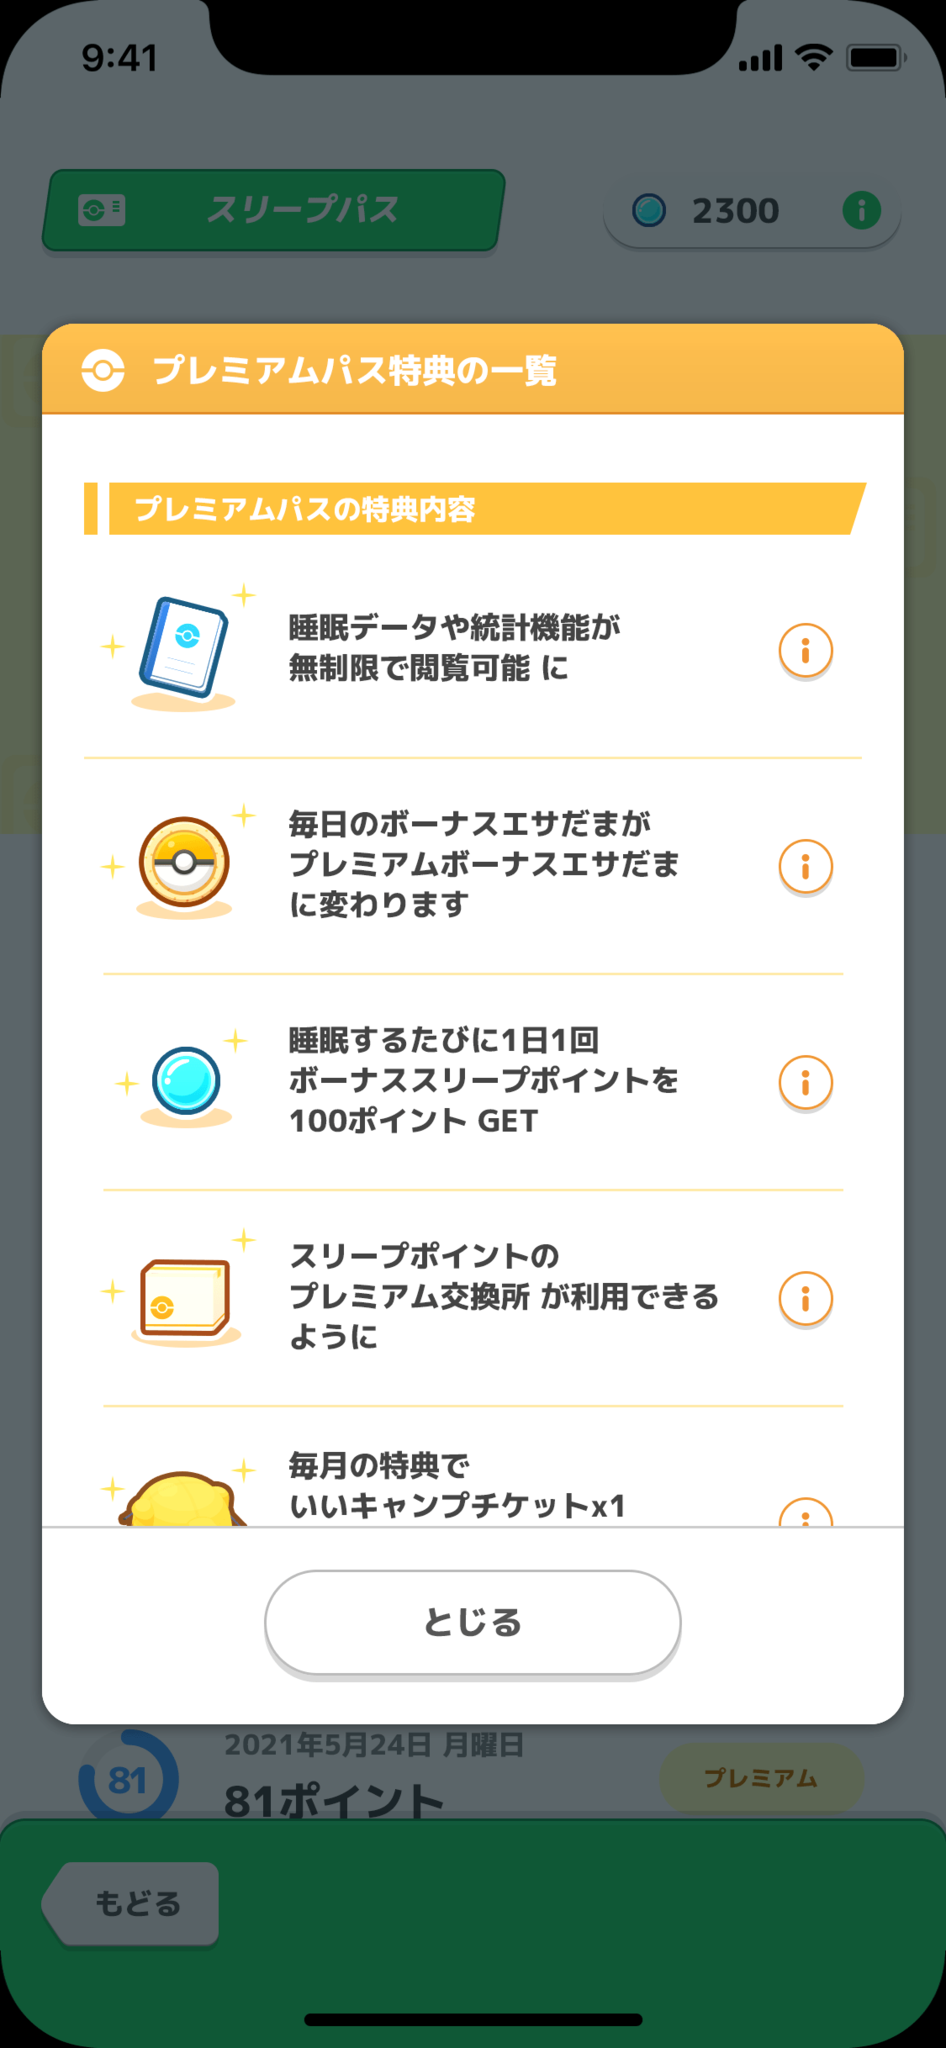 9:41
スリープパス
2300
プレミアムパス特典の一覧
プレミアムパスの特典内容
睡眠データや統計機能が
無制限で閲覧可能 に
毎日のボーナスエサだまが
プレミアムボーナスエサだま
に変わります
睡眠するたびに1日1回
ボーナススリープポイントを
100ポイント GET
スリープポイントの
プレミアム交換所 が利用できる
ように
毎月の特典で
いいキャンプチケットx1
とじる
2021年5月24日 月曜日
81
81ポイント
プレミアム
もどる